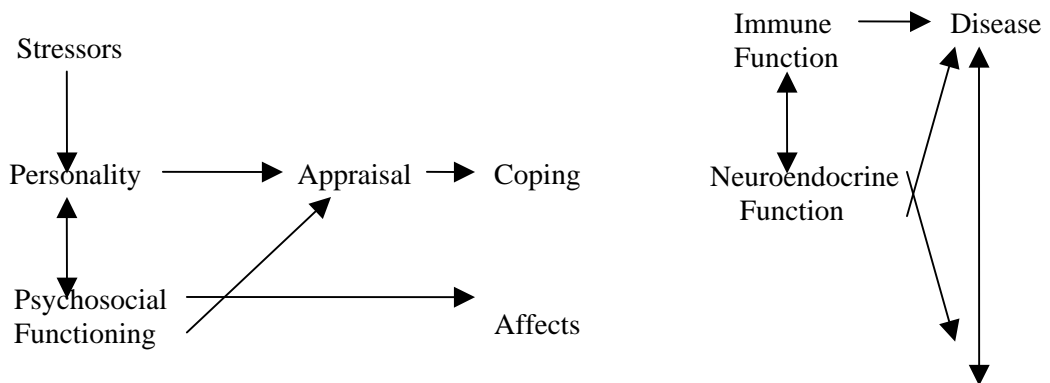 Stressors
Immune
Function
Disease
Personality
Appraisal
Coping
Neuroendocrine
Function
Psychosocial
Functioning
Affects